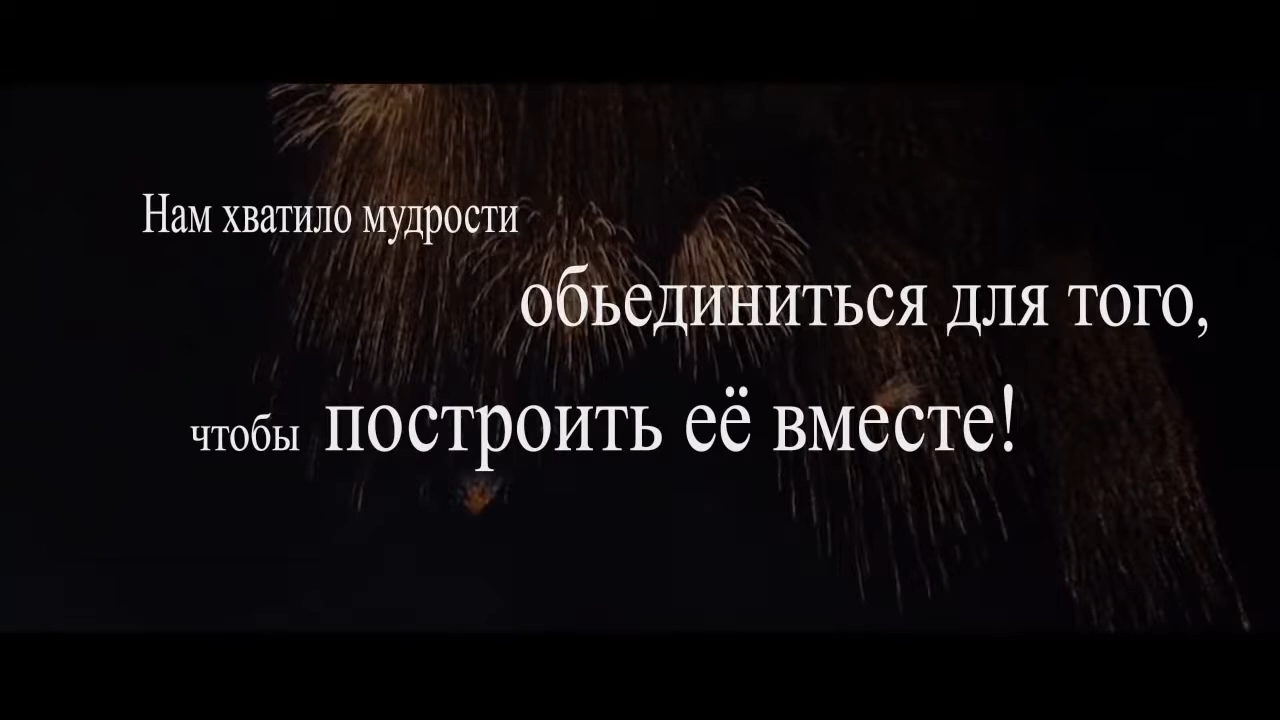 Нам хватило мудрости
обьединиться для того,
чтобы построить её вместе!